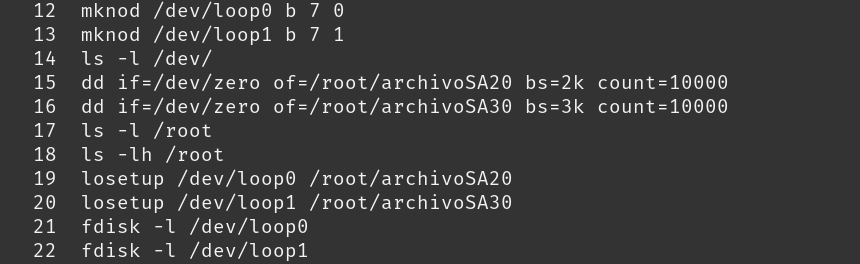 12 mknod /dev/loop0 b 7 0
13 mknod /dev/loop1 b 7 1
14 ls -l /dev/
15 dd if=/dev/zero of=/root/archivoSA20 bs=2k count=10000
16 dd if=/dev/zero of=/root/archivoSA30 bs=3k count=10000
17 ls -l /root
18 ls -lh /root
19 losetup /dev/loop0 /root/archivoSA20
20 losetup /dev/loop1 /root/archivoSA30
21 fdisk -l /dev/loop0
22 fdisk -l /dev/loop1